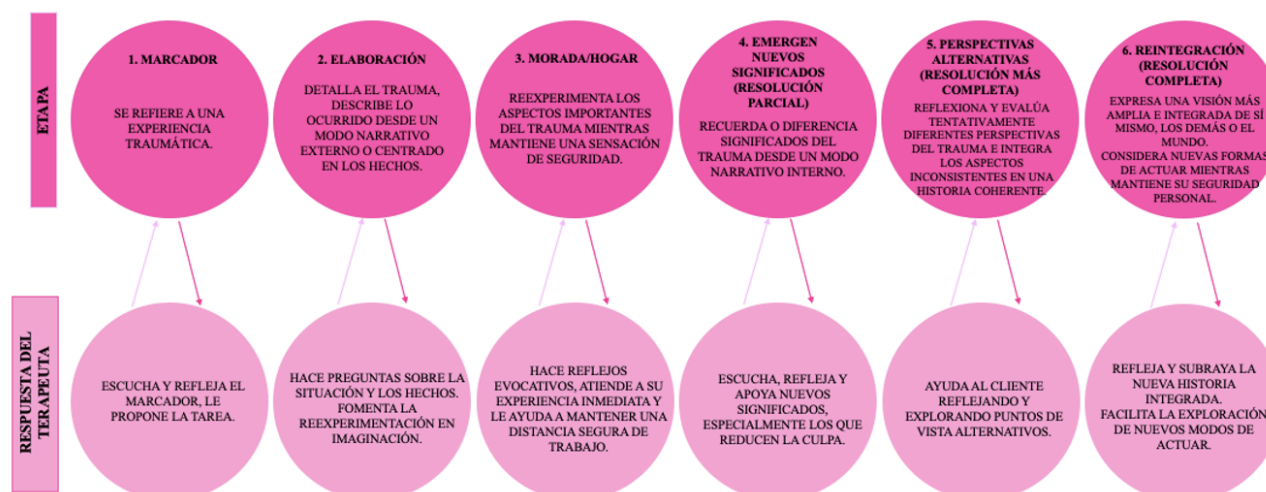 ETAPA
1. MARCADOR
SE REFIERE A UNA
EXPERIENCIA
TRAUMÁTICA.
2. ELABORACIÓN
DETALLA EL TRAUMA,
DESCRIBE LO
OCURRIDO DESDE UN
MODO NARRATIVO
EXTERNO O CENTRADO
EN LOS HECHOS.
3. MORADA/HOGAR
REEXPERIMENTA LOS
ASPECTOS IMPORTANTES
DEL TRAUMA MIENTRAS
MANTIENE UNA SENSACIÓN
DE SEGURIDAD.
4. EMERGEN
NUEVOS
SIGNIFICADOS
(RESOLUCIÓN
PARCIAL)
RECUERDA O DIFERENCIA
SIGNIFICADOS DEL
TRAUMA DESDE UN MODO
NARRATIVO INTERNO.
5. PERSPECTIVAS
ALTERNATIVAS
(RESOLUCIÓN MÁS
COMPLETA)
REFLEXIONA Y EVALÚA
TENTATIVAMENTE
DIFERENTES PERSPECTIVAS
DEL TRAUMA E INTEGRA
LOS ASPECTOS
INCONSISTENTES EN UNA
HISTORIA COHERENTE.
6. REINTEGRACIÓN
(RESOLUCIÓN
COMPLETA)
EXPRESA UNA VISIÓN MÁS
AMPLIA E INTEGRADA DE SÍ
MISMO, LOS DEMÁS O EL
MUNDO.
CONSIDERA NUEVAS FORMAS
DE ACTUAR MIENTRAS
MANTIENE SU SEGURIDAD
PERSONAL.
RESPUESTA DEL
TERAPEUTA
ESCUCHA Y REFLEJA EL
MARCADOR, LE
PROPONE LA TAREA.
HACE PREGUNTAS SOBRE LA
SITUACIÓN Y LOS HECHOS.
FOMENTA LA
REEXPERIMENTACIÓN EN
IMAGINACIÓN.
HACE REFLEJOS
EVOCATIVOS, ATIENDE A SU
EXPERIENCIA INMEDIATA Y
LE AYUDA A MANTENER UNA
DISTANCIA SEGURA DE
TRABAJO.
ESCUCHA, REFLEJA Y
APOYA NUEVOS
SIGNIFICADOS,
ESPECIALMENTE LOS QUE
REDUCEN LA CULPA.
AYUDA AL CLIENTE
REFLEJANDO Y
EXPLORANDO PUNTOS DE
VISTA ALTERNATIVOS.
REFLEJA Y SUBRAYA LA
NUEVA HISTORIA
INTEGRADA.
FACILITA LA EXPLORACIÓN
DE NUEVOS MODOS DE
ACTUAR.